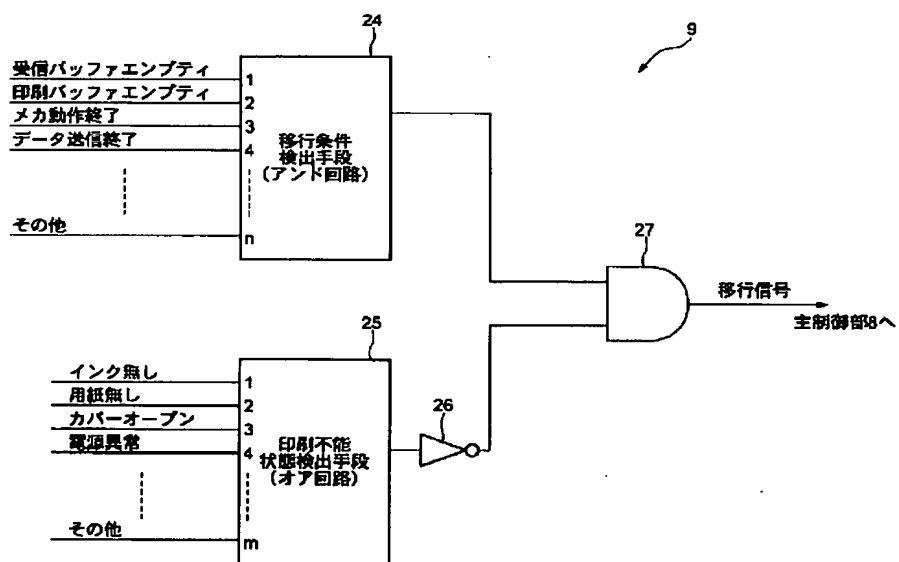 24
9
受信バッファエンプティ
1
印刷バッファエンプティ
2
メカ動作終了
3
データ送信終了
4
移行条件
検出手段
(アンド回路)
その他
n
27
移行信号
主制御部8へ
25
インク無し
1
用紙無し
2
カバーオープン
3
電源異常
4
26
印刷不能
状態検出手段
(オア回路)
その他
m